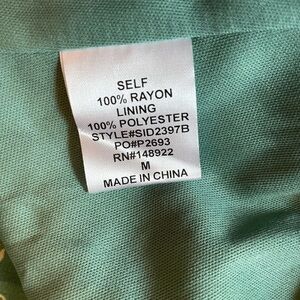 SELF
100% RAYON
LINING
100% POLYESTER
STYLE#SID2397B
PO#P2693
RN#148922
M
MADE IN CHINA